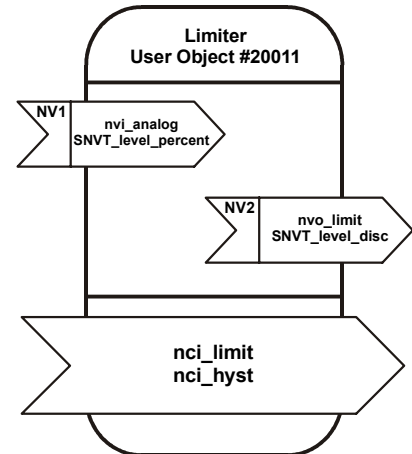 Limiter
User Object #20011
NV1
nvi_analog
SNVT_level_percent
NV2
nvo_limit
SNVT_level_disc
nci_limit
nci_hyst